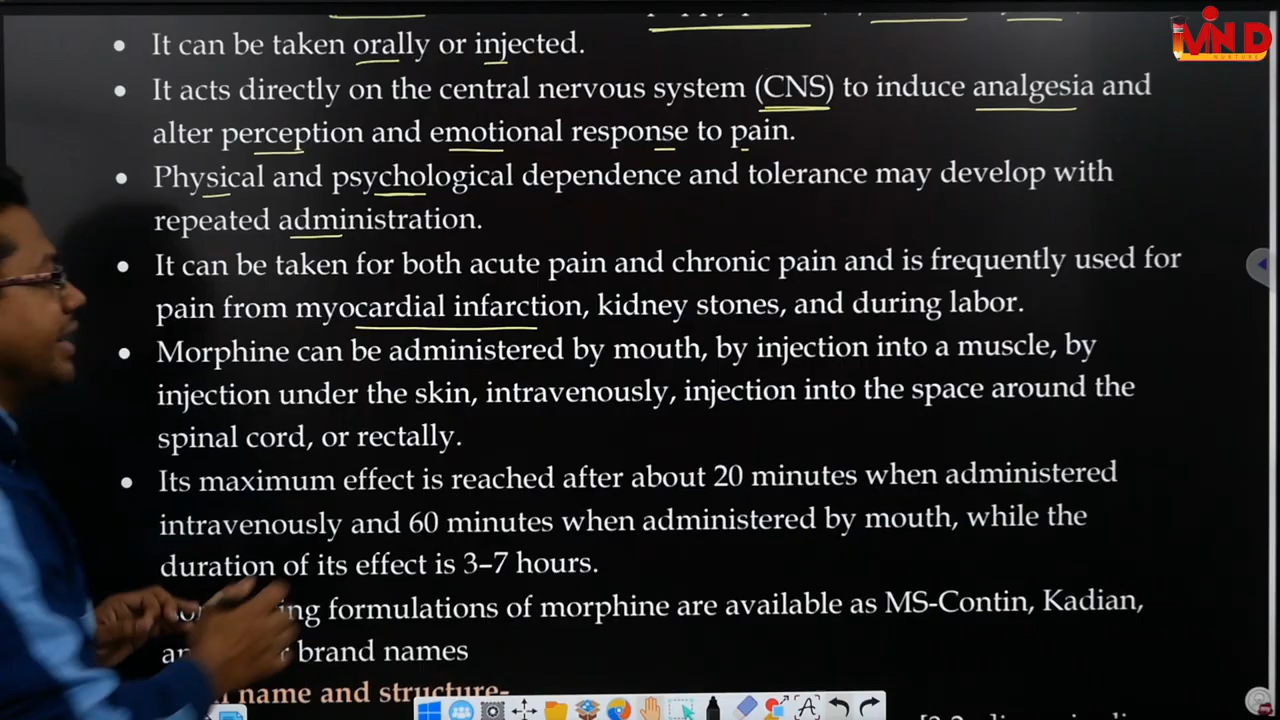 MIND
NURTURE
• It can be taken orally or injected.
• It acts directly on the central nervous system (CNS) to induce analgesia and
alter perception and emotional response to pain.
• Physical and psychological dependence and tolerance may develop with
repeated administration.
• It can be taken for both acute pain and chronic pain and is frequently used for
pain from myocardial infarction, kidney stones, and during labor.
• Morphine can be administered by mouth, by injection into a muscle, by
injection under the skin, intravenously, injection into the space around the
spinal cord, or rectally.
• Its maximum effect is reached after about 20 minutes when administered
intravenously and 60 minutes when administered by mouth, while the
duration of its effect is 3–7 hours.
formulations of morphine are available as MS-Contin, Kadian,
brand names
name and structure-